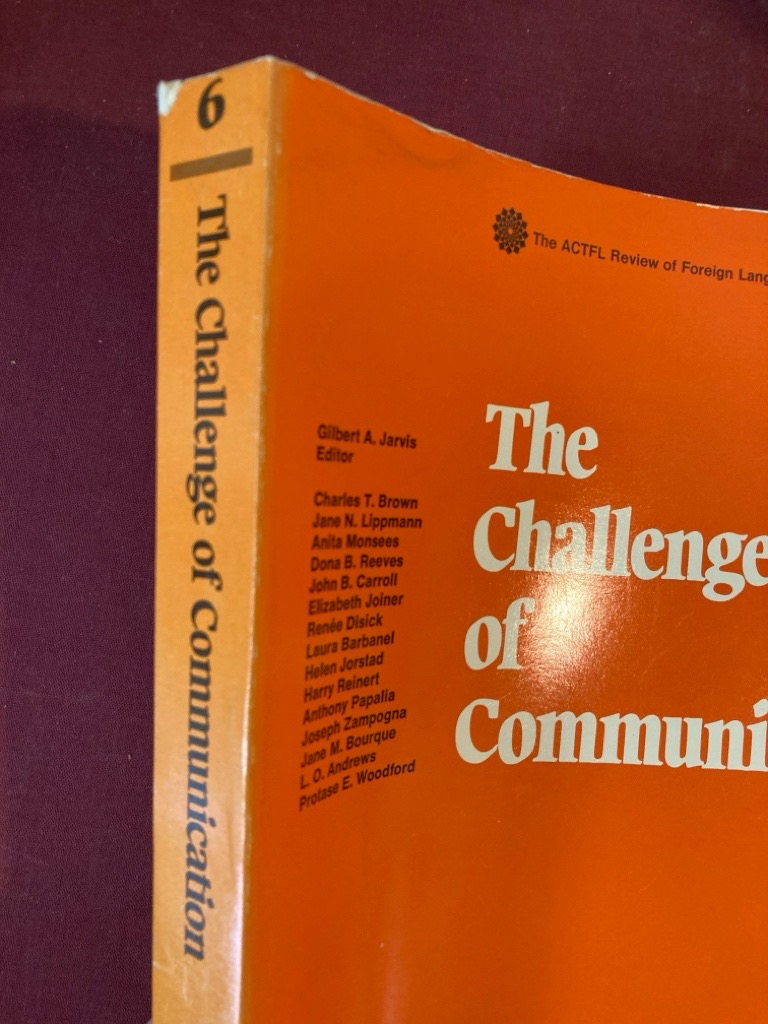 6
The Challenge of Communication
The ACTFL Review of Foreign Lang
Gilbert A. Jarvis
Editor
Charles T. Brown
Jane N. Lippmann
Anita Monsees
Dona B. Reeves
John B. Carroll
Elizabeth Joiner
Renée Disick
Laura Barbanel
Helen Jorstad
Harry Reinert
Anthony Papalia
Joseph Zampogna
Jane M. Bourque
L. O. Andrews
Protase E. Woodford
The
Challenge
of
Communi